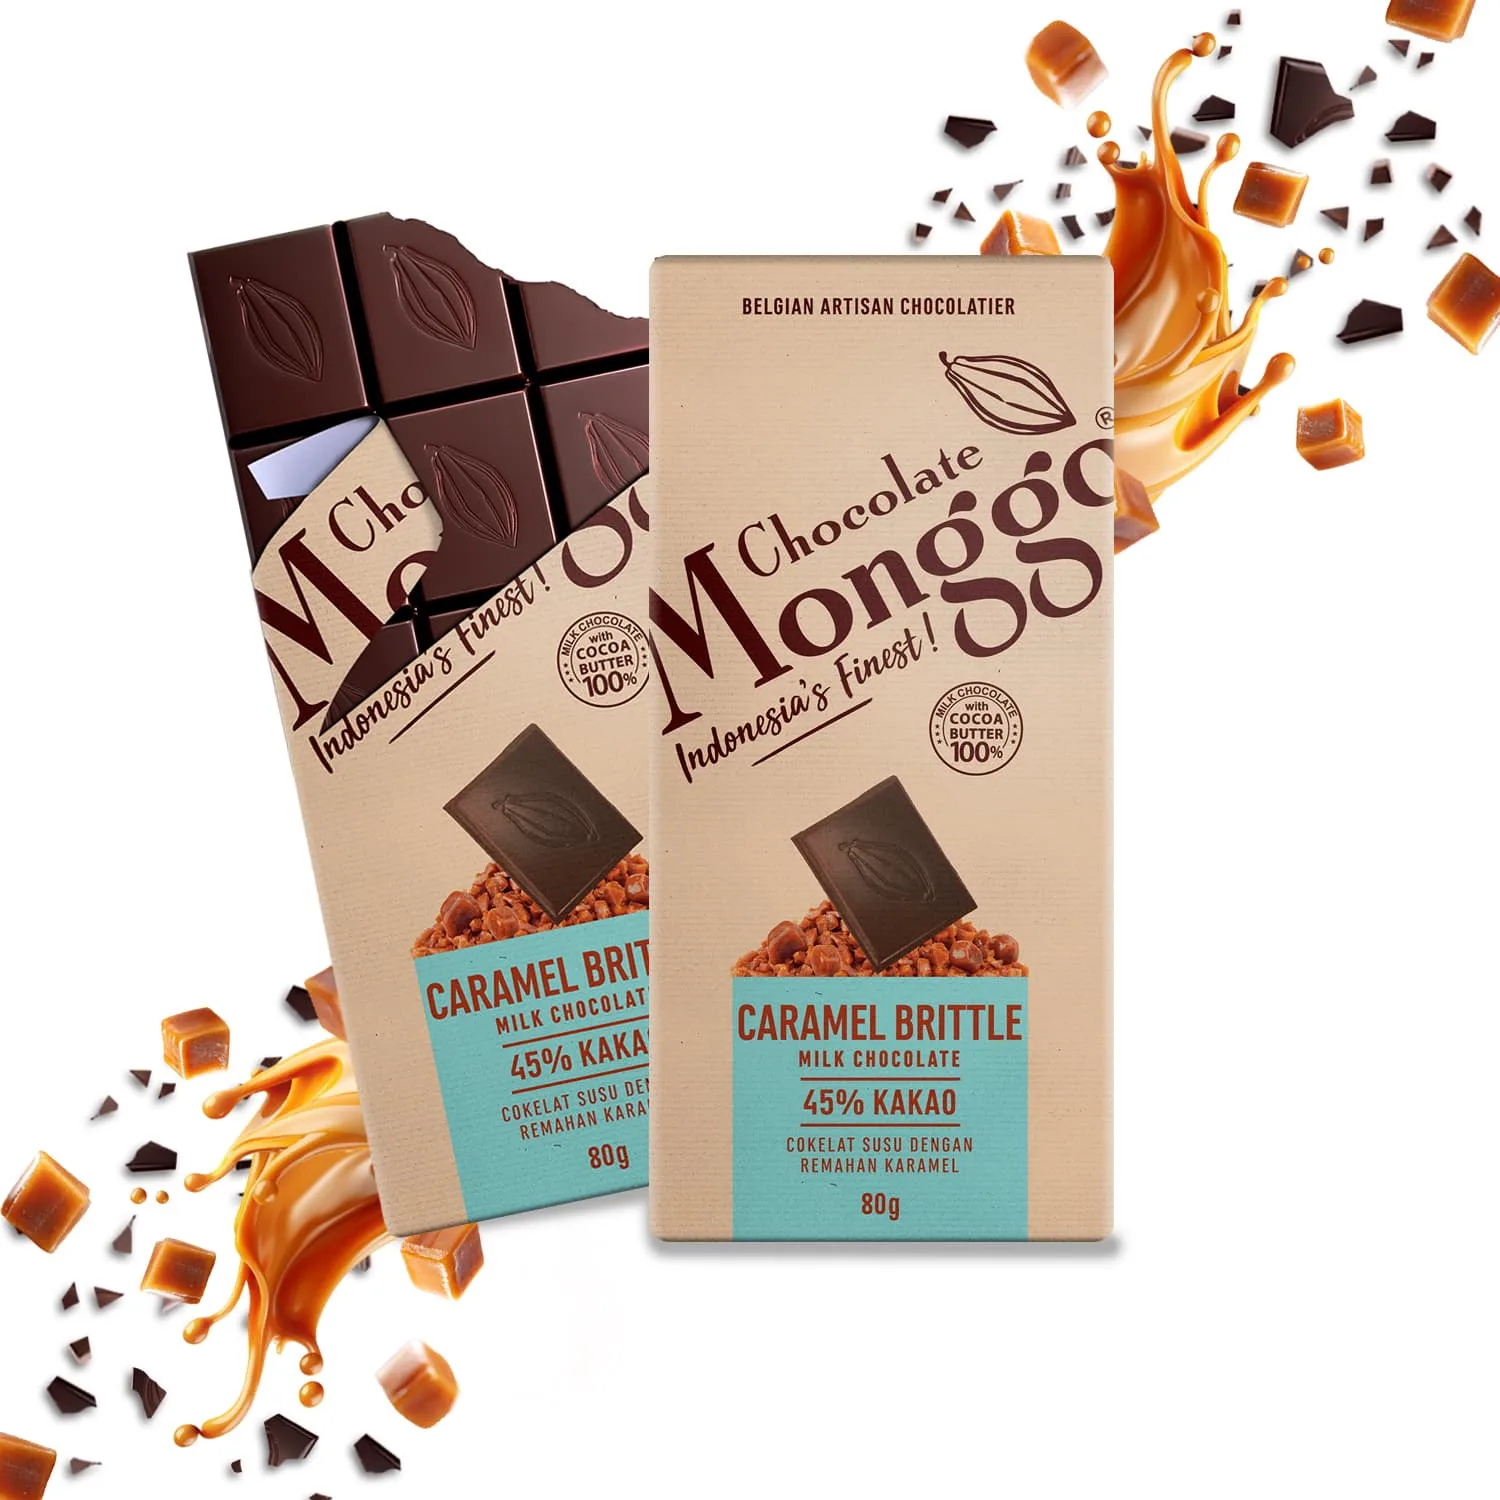 Cho
Mo gg
Indonesia's Finest!
MILK CHOCOLATE
with
COCOA
BUTTER
100%
CARAMEL BRIT
MILK CHOCOLAT
45% KAKA
COKELAT SUSU DEN
REMAHAN KARA
80g
BELGIAN ARTISAN CHOCOLATIER
Chocolate
Monggo®
Indonesia's Finest!
MILK CHOCOLATE
with
COCOA
BUTTER
100%
CARAMEL BRITTLE
MILK CHOCOLATE
45% KAKAO
COKELAT SUSU DENGAN
REMAHAN KARAMEL
80g